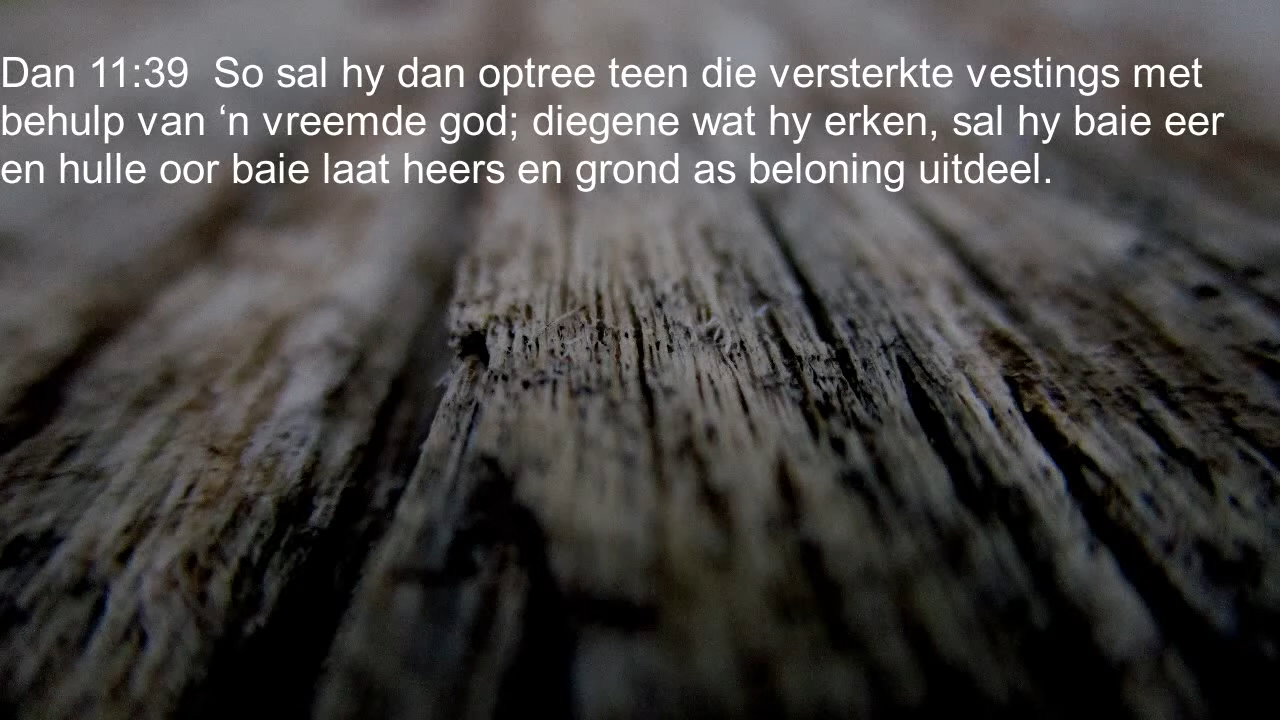 Dan 11:39  So sal hy dan optree teen die versterkte vestings met
behulp van ‘n vreemde god; diegene wat hy erken, sal hy baie eer
en hulle oor baie laat heers en grond as beloning uitdeel.